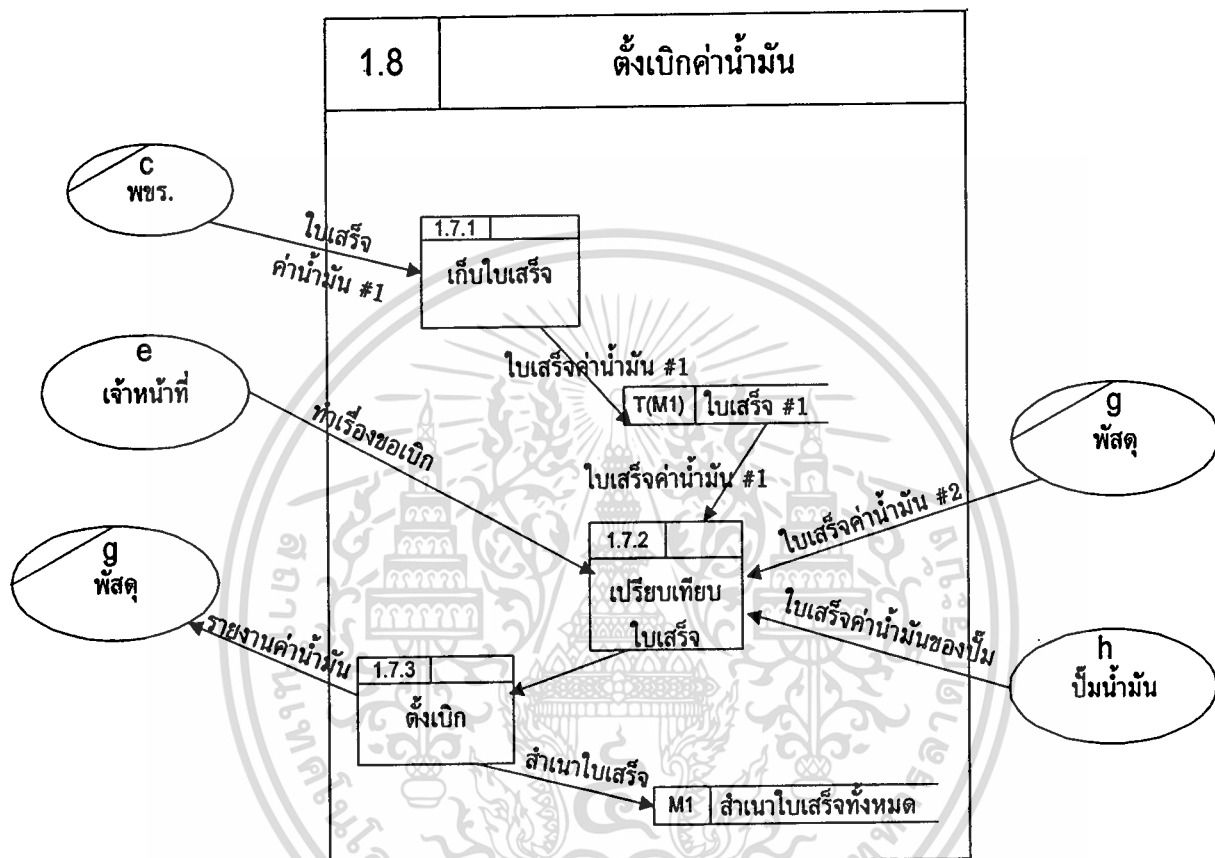 1.8 ตั้งเบิกค่าน้ำมัน
c
พขร.
ใบเสร็จ
ค่าน้ำมัน #1
1.7.1
เก็บใบเสร็จ
ใบเสร็จค่าน้ำมัน #1
T(M1) ใบเสร็จ #1
e
เจ้าหน้าที่
ทำเรื่องขอเบิก
ใบเสร็จค่าน้ำมัน #1
g
พัสดุ
ใบเสร็จค่าน้ำมัน #2
1.7.2
เปรียบเทียบ
ใบเสร็จ
g
พัสดุ
รายงานค่าน้ำมัน
ใบเสร็จค่าน้ำมันของปั๊ม
h
ปั๊มน้ำมัน
1.7.3
ตั้งเบิก
สำเนาใบเสร็จ
M1 สำเนาใบเสร็จทั้งหมด